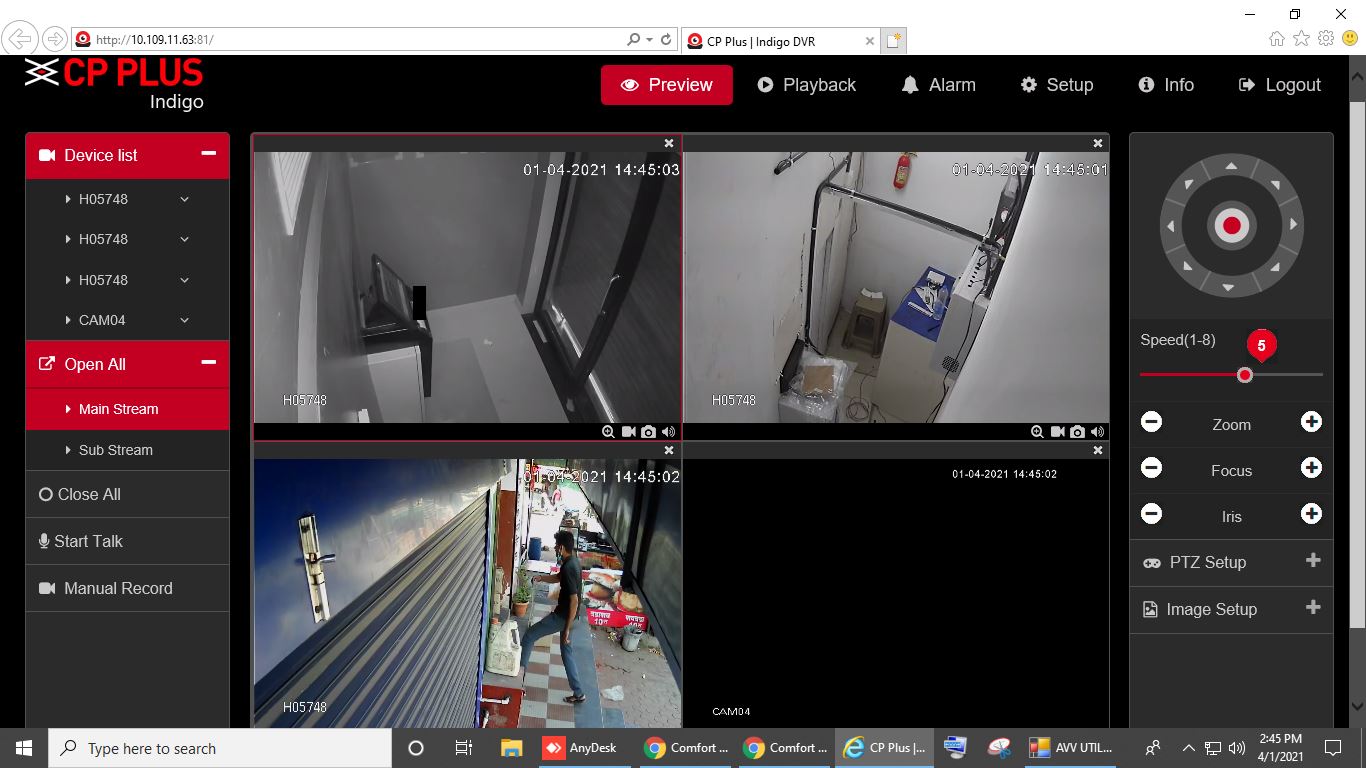 http://10.109.11.63:81/
CP Plus | Indigo DVR
CP PLUS
Indigo
Preview
Playback
Alarm
Setup
Info
Logout
Device list
H05748
H05748
H05748
CAM04
Open All
Main Stream
Sub Stream
Close All
Start Talk
Manual Record
01-04-2021 14:45:03
H05748
01-04-2021 14:45:01
H05748
01-04-2021 14:45:02
10रु
10रु
H05748
01-04-2021 14:45:02
CAM04
Speed(1-8)
5
Zoom
Focus
Iris
PTZ Setup
Image Setup
Type here to search
AnyDesk
Comfort ...
Comfort ...
CP Plus |...
AVV UTIL...
2:45 PM
4/1/2021